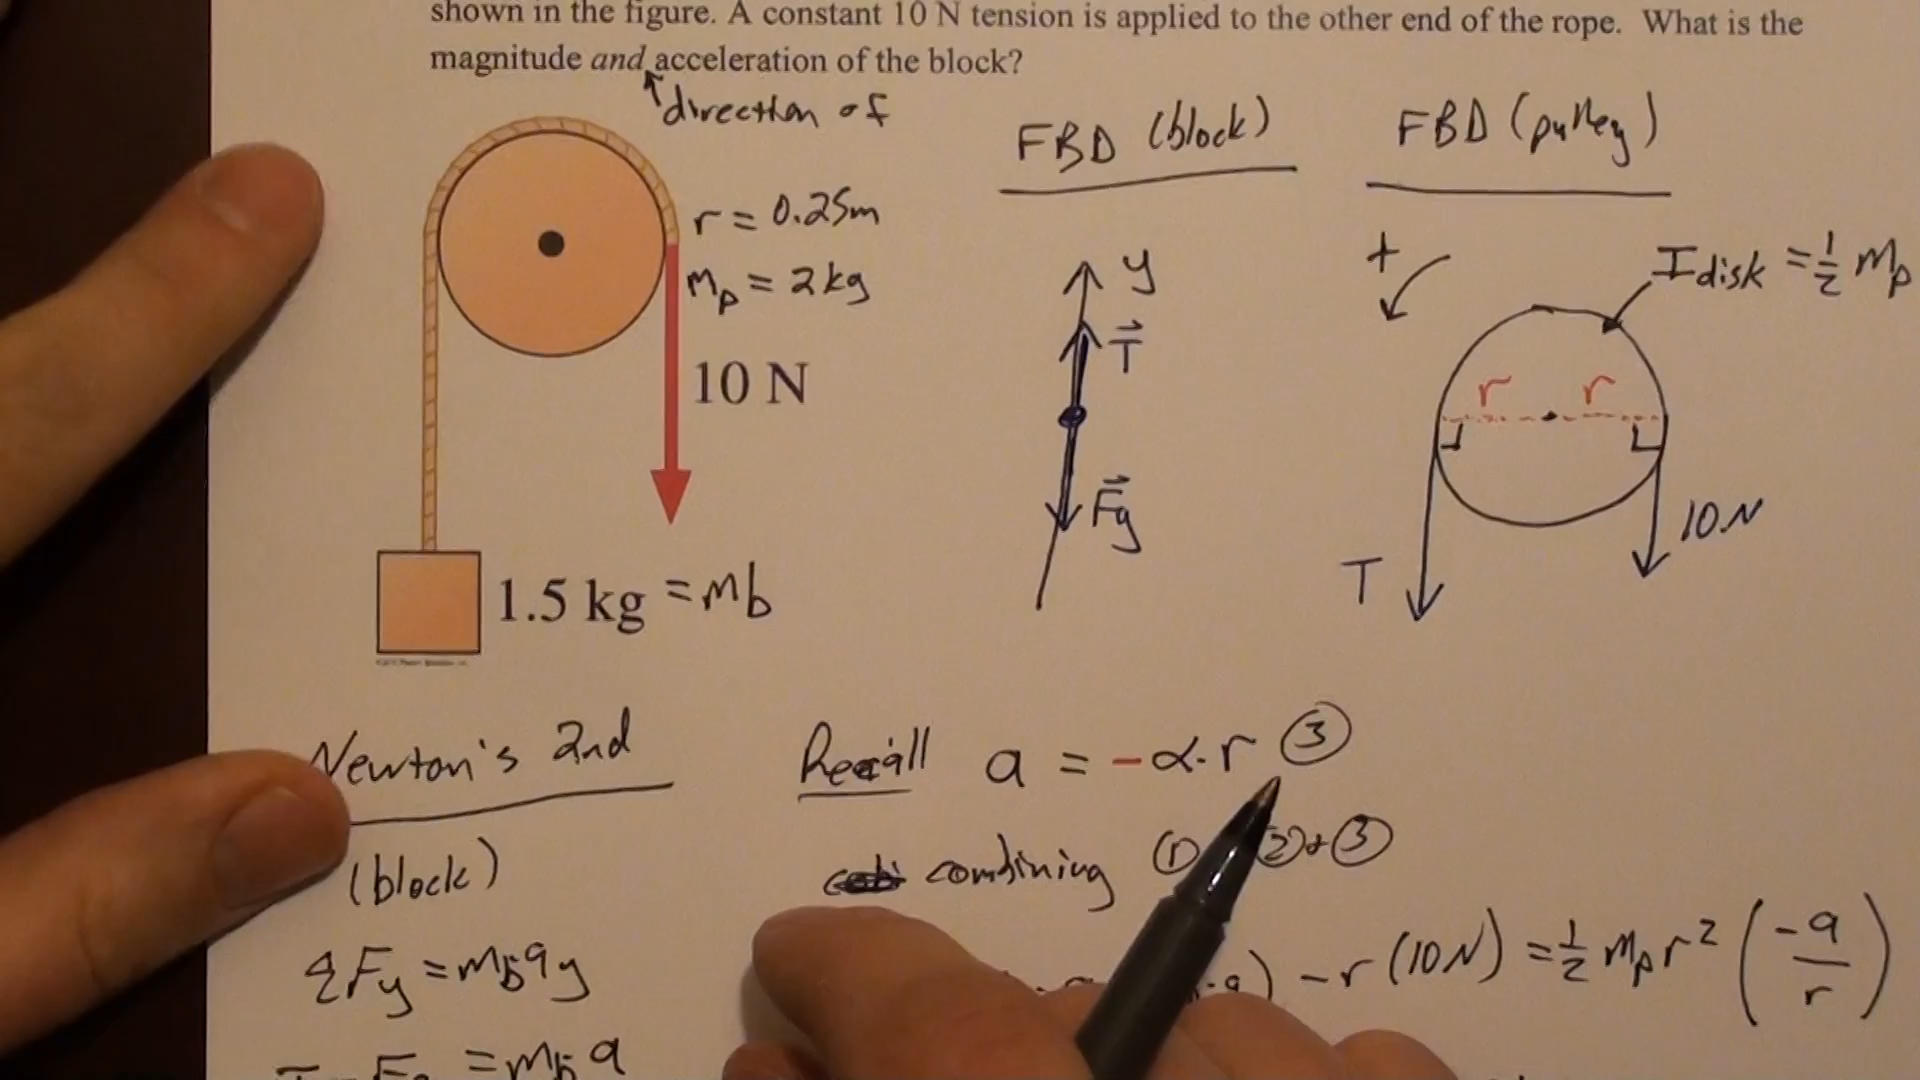 shown in the figure. A constant 10 N tension is applied to the other end of the rope. What is the
magnitude and acceleration of the block?
direction of
FBD (block)
FBD (pulley)
r = 0.25m
mp = 2kg
10 N
1.5 kg = mb
y
T
Fg
+
Idisk = 1/2 mp
r r
T
10N
Newton's 2nd
(block)
ΣFy = mb ay
= mb a
Recall a = -α·r ③
combining ① ②+③
- r (10N) = 1/2 mp r² (-a/r)